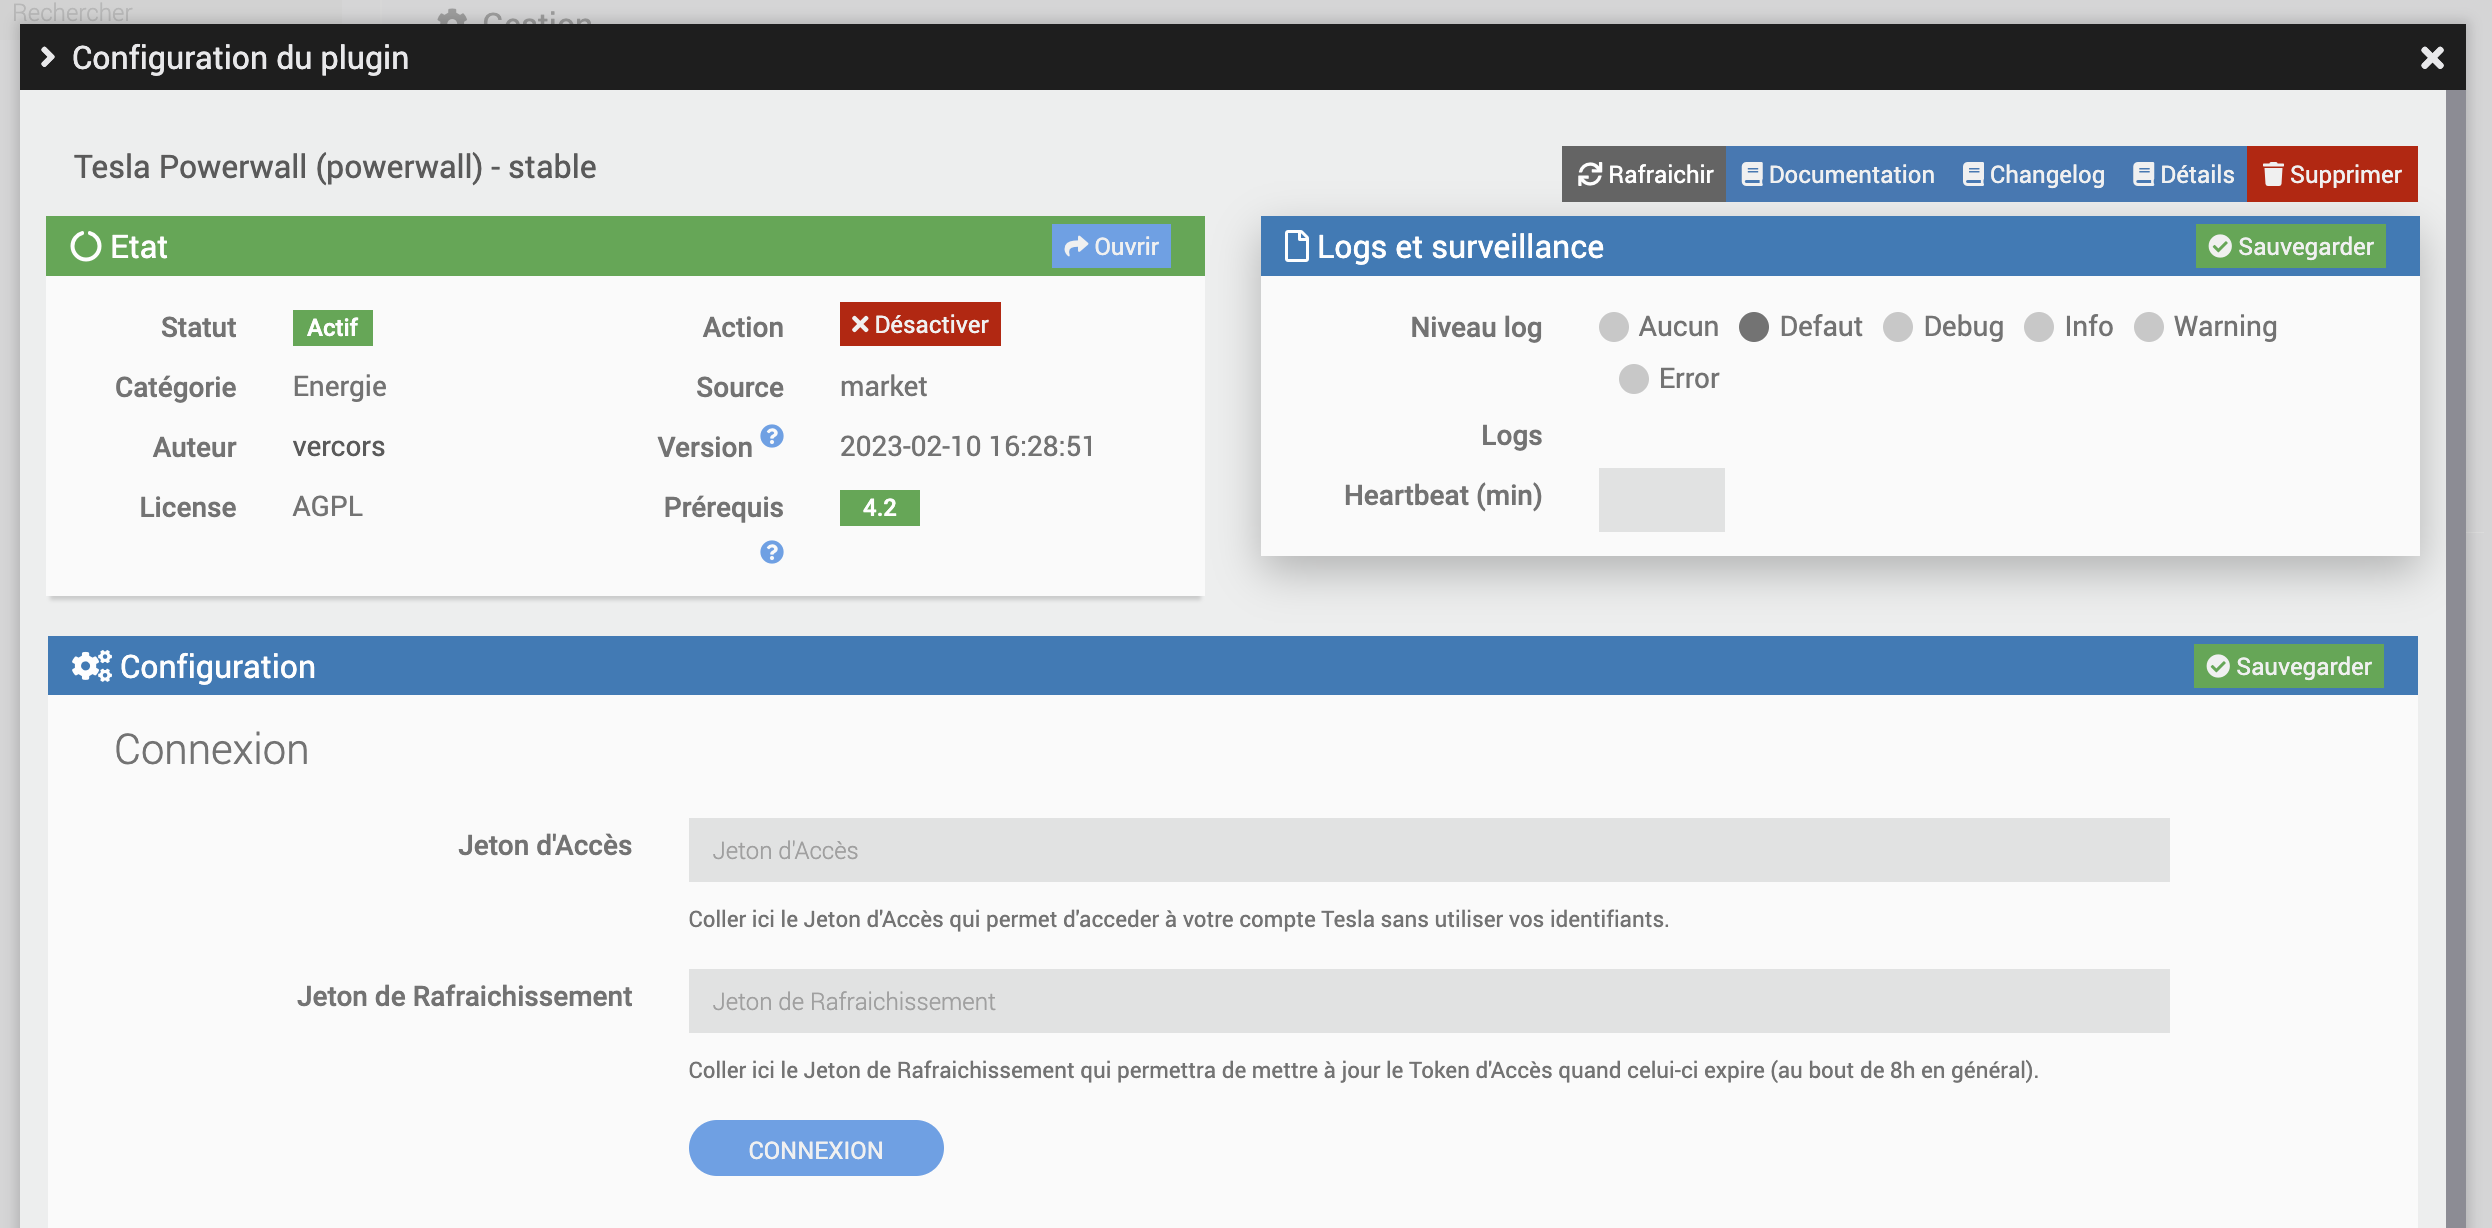 Rechercher
Gestion
Configuration du plugin
Tesla Powerwall (powerwall) - stable
Rafraichir
Documentation
Changelog
Détails
Supprimer
Etat
Ouvrir
Statut
Actif
Action
Désactiver
Catégorie
Energie
Source
market
Auteur
vercors
Version
2023-02-10 16:28:51
License
AGPL
Prérequis
4.2
Logs et surveillance
Sauvegarder
Niveau log
Aucun
Defaut
Debug
Info
Warning
Error
Logs
Heartbeat (min)
Configuration
Sauvegarder
Connexion
Jeton d'Accès
Jeton d'Accès
Coller ici le Jeton d'Accès qui permet d'acceder à votre compte Tesla sans utiliser vos identifiants.
Jeton de Rafraichissement
Jeton de Rafraichissement
Coller ici le Jeton de Rafraichissement qui permettra de mettre à jour le Token d'Accès quand celui-ci expire (au bout de 8h en général).
CONNEXION